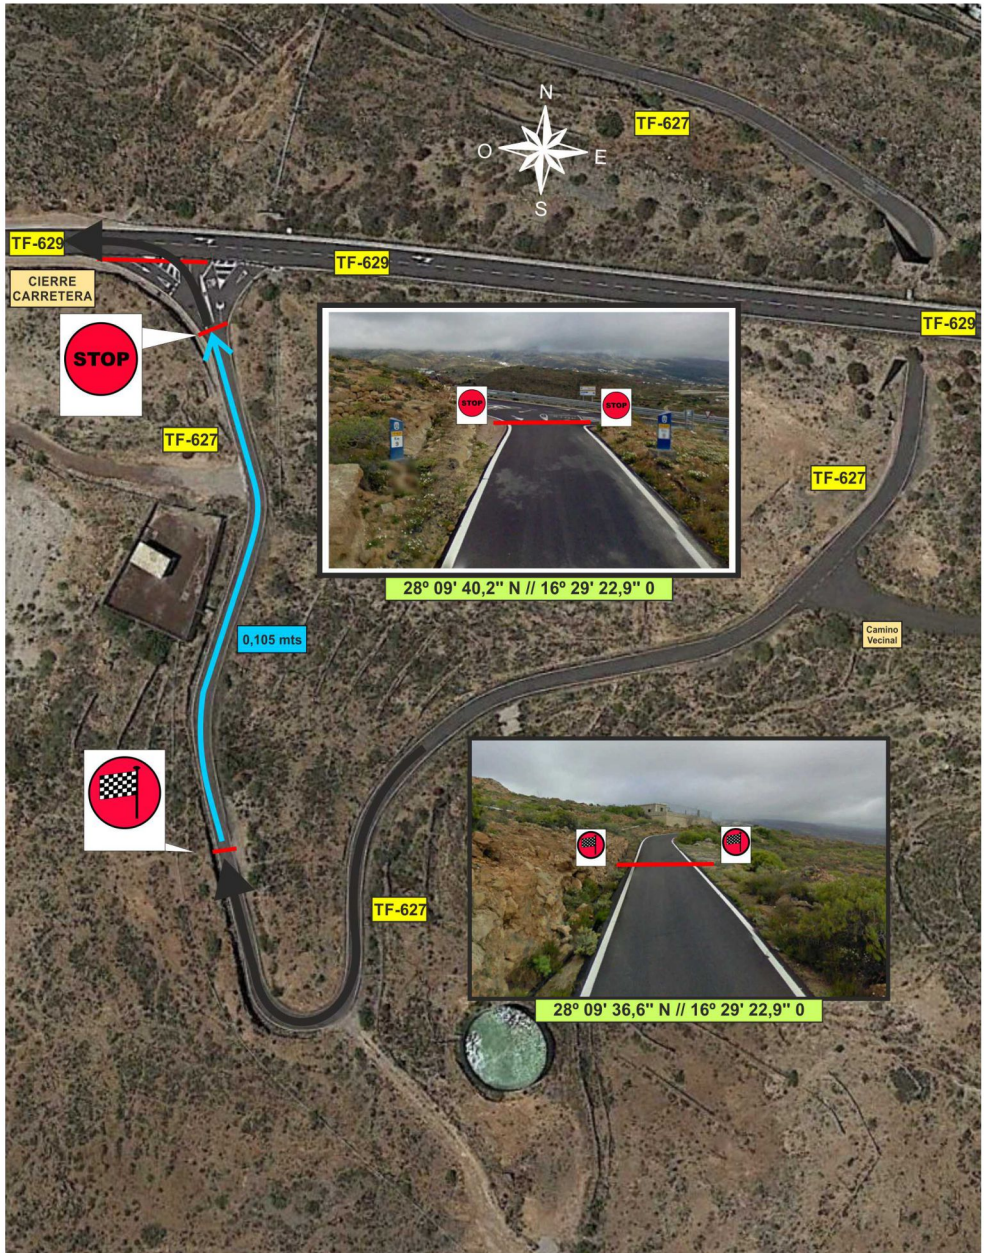 N
TF-627
O
E
S
TF-629
TF-629
CIERRE
CARRETERA
TF-629
STOP
STOP
STOP
TF-627
TF-627
28º 09' 40,2'' N // 16º 29' 22,9'' 0
0,105 mts
Camino
Vecinal
TF-627
28º 09' 36,6'' N // 16º 29' 22,9'' 0